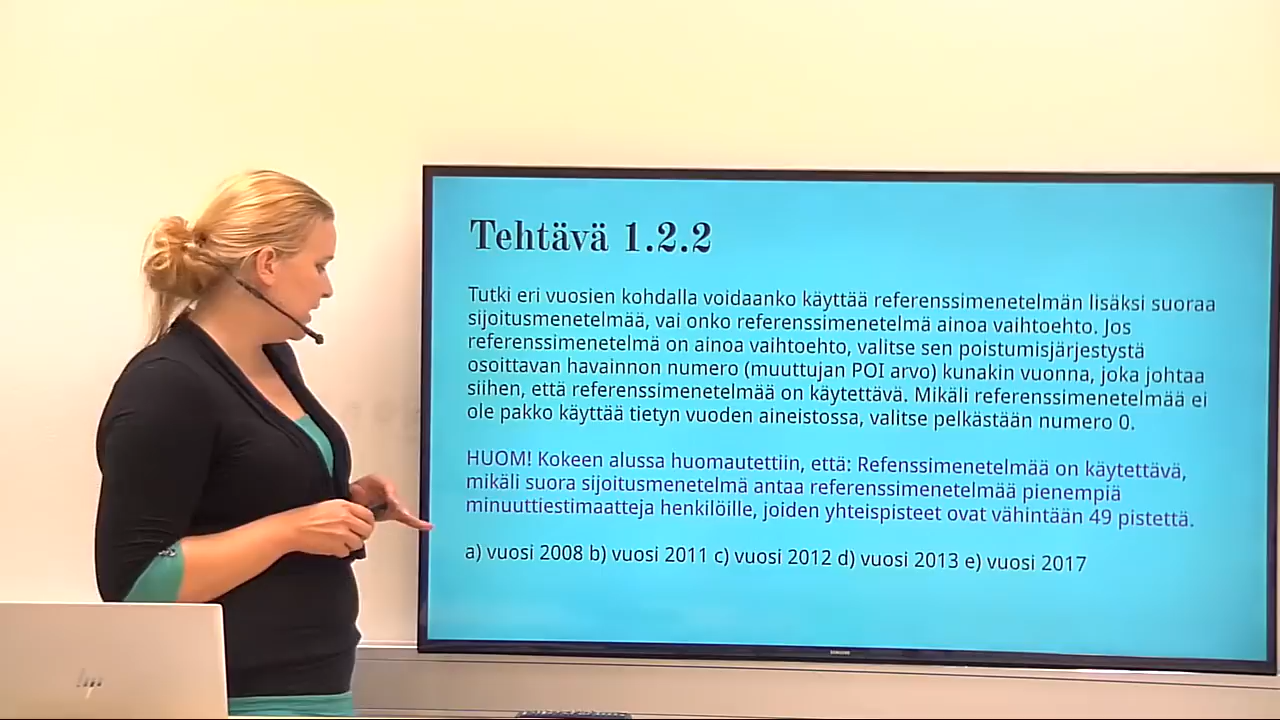 Tehtävä 1.2.2
Tutki eri vuosien kohdalla voidaanko käyttää referenssimenetelmän lisäksi suoraa
sijoitusmenetelmää, vai onko referenssimenetelmä ainoa vaihtoehto. Jos
referenssimenetelmä on ainoa vaihtoehto, valitse sen poistumisjärjestystä
osoittavan havainnon numero (muuttujan POI arvo) kunakin vuonna, joka johtaa
siihen, että referenssimenetelmää on käytettävä. Mikäli referenssimenetelmää ei
ole pakko käyttää tietyn vuoden aineistossa, valitse pelkästään numero 0.
HUOM! Kokeen alussa huomautettiin, että: Refenssimenetelmää on käytettävä,
mikäli suora sijoitusmenetelmä antaa referenssimenetelmää pienempiä
minuuttiestimaatteja henkilöille, joiden yhteispisteet ovat vähintään 49 pistettä.
a) vuosi 2008 b) vuosi 2011 c) vuosi 2012 d) vuosi 2013 e) vuosi 2017
SAMSUNG
hp